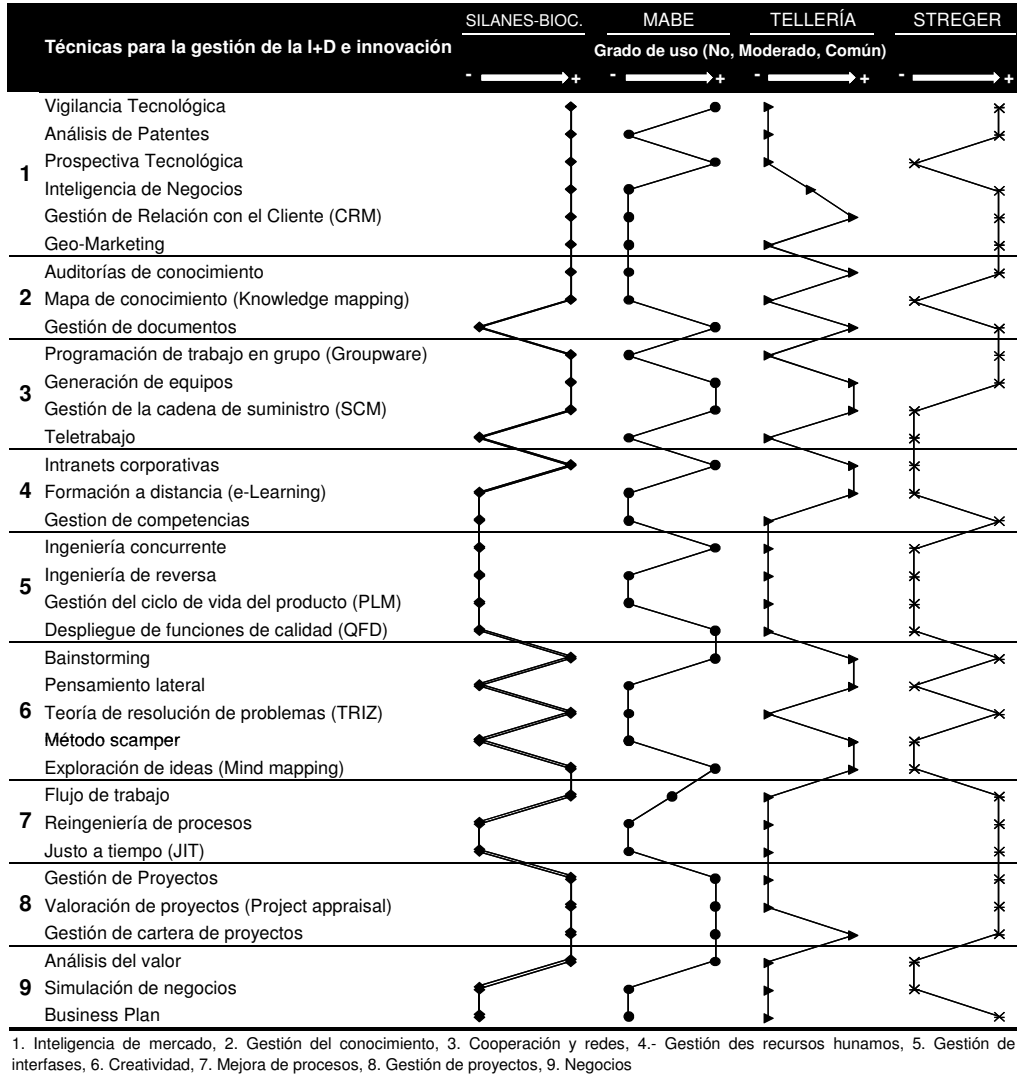 SILANES-BIOC. MABE TELLERÍA STREGER
Técnicas para la gestión de la I+D e innovación
Grado de uso (No, Moderado, Común)
- + - + - + - +
Vigilancia Tecnológica
Análisis de Patentes
Prospectiva Tecnológica
1
Inteligencia de Negocios
Gestión de Relación con el Cliente (CRM)
Geo-Marketing
Auditorías de conocimiento
2 Mapa de conocimiento (Knowledge mapping)
Gestión de documentos
Programación de trabajo en grupo (Groupware)
Generación de equipos
3
Gestión de la cadena de suministro (SCM)
Teletrabajo
Intranets corporativas
4 Formación a distancia (e-Learning)
Gestion de competencias
Ingeniería concurrente
Ingeniería de reversa
5
Gestión del ciclo de vida del producto (PLM)
Despliegue de funciones de calidad (QFD)
Bainstorming
Pensamiento lateral
6 Teoría de resolución de problemas (TRIZ)
Método scamper
Exploración de ideas (Mind mapping)
Flujo de trabajo
7 Reingeniería de procesos
Justo a tiempo (JIT)
Gestión de Proyectos
8 Valoración de proyectos (Project appraisal)
Gestión de cartera de proyectos
Análisis del valor
9 Simulación de negocios
Business Plan
1. Inteligencia de mercado, 2. Gestión del conocimiento, 3. Cooperación y redes, 4.- Gestión des recursos hunamos, 5. Gestión de
interfases, 6. Creatividad, 7. Mejora de procesos, 8. Gestión de proyectos, 9. Negocios